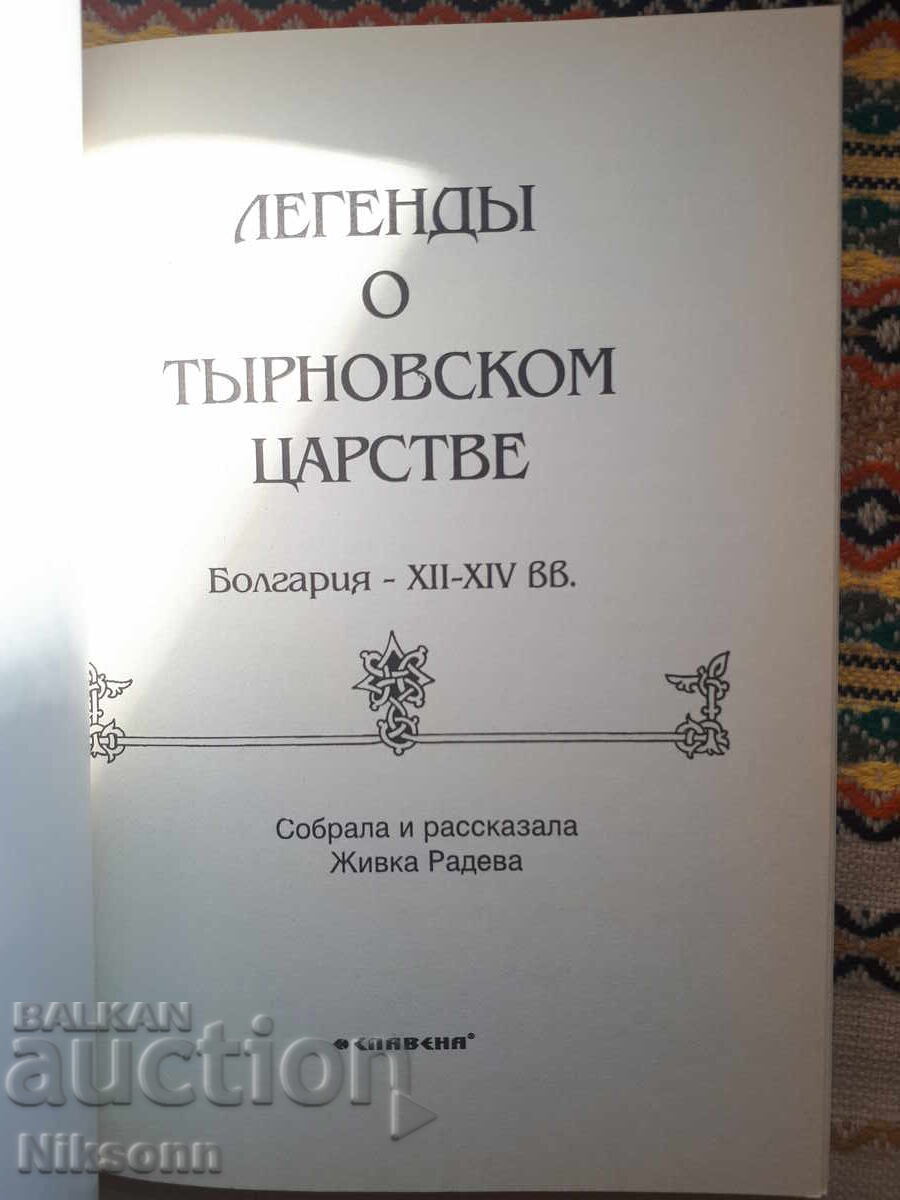 ЛЕГЕНДЫ
О
ТЫРНОВСКОМ
ЦАРСТВЕ
Болгария - XII-XIV вв.
Собрала и рассказала
Живка Радева
СЛАВЕНА®
BALKAN
auction
Niksonn